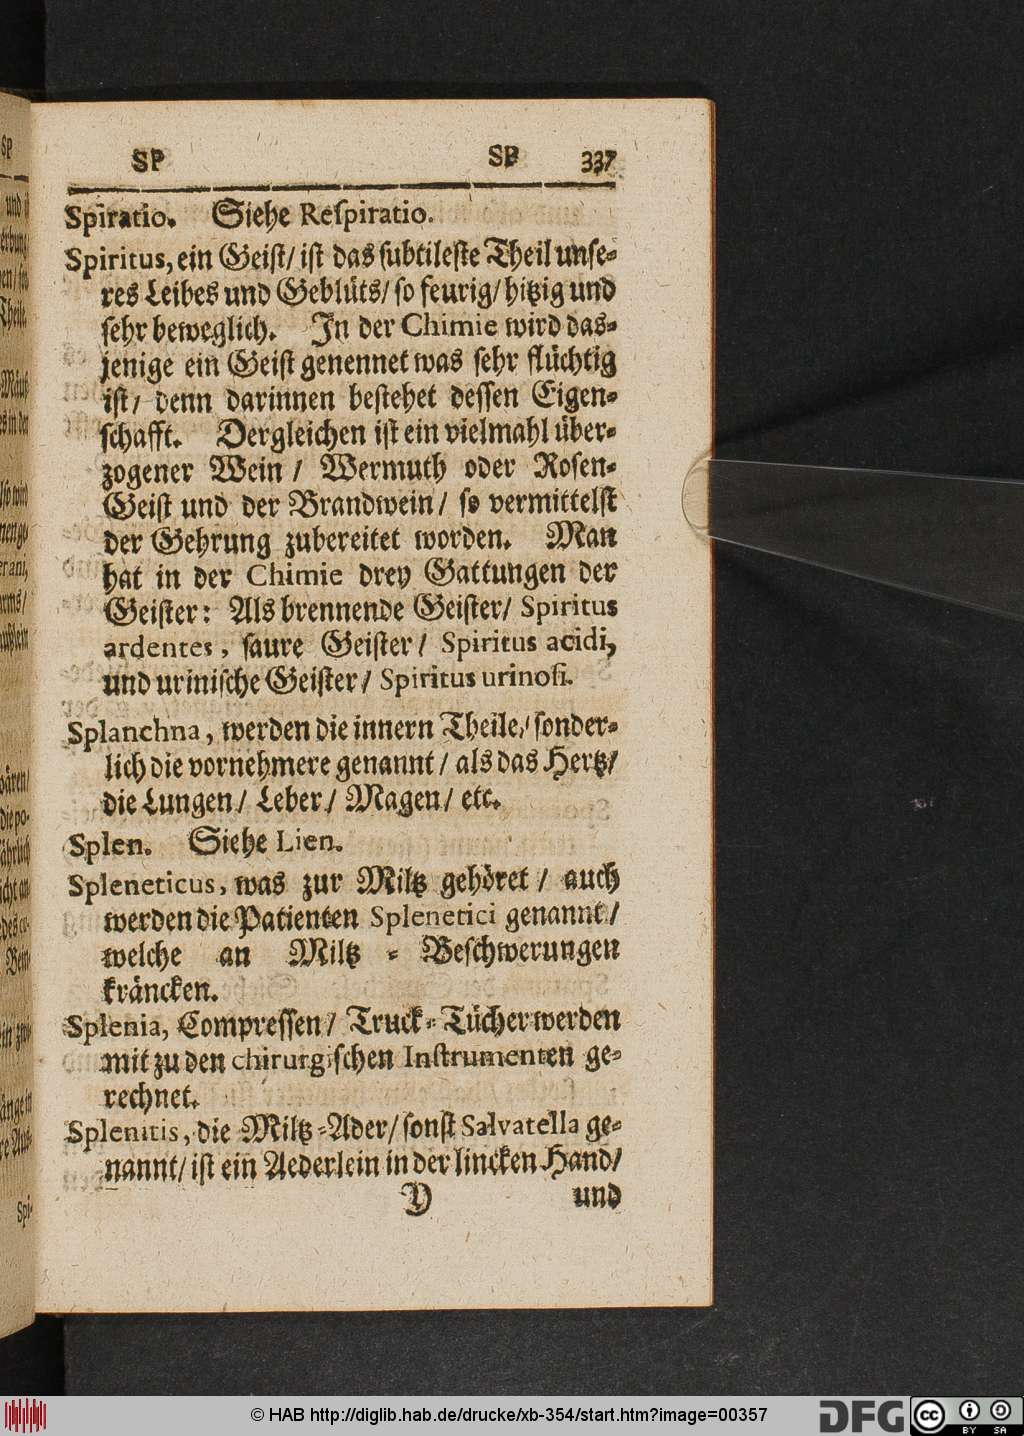 SP SP 337
Spiratio. Siehe Respiratio.
Spiritus, ein Geist/ ist das subtileste Theil unse-
res Leibes und Geblüts/ so feurig/ hitzig und
sehr beweglich. In der Chimie wird das-
jenige ein Geist genennet was sehr flüchtig
ist/ denn darinnen bestehet dessen Eigen-
schafft. Dergleichen ist ein vielmahl über-
zogener Wein / Wermuth oder Rosen-
Geist und der Brandwein/ so vermittelst
der Gehrung zubereitet worden. Man
hat in der Chimie drey Gattungen der
Geister: Als brennende Geister/ Spiritus
ardentes, saure Geister/ Spiritus acidi,
und urinische Geister/ Spiritus urinosi.
Splanchna, werden die innern Theile/ sonder-
lich die vornehmere genannt/ als das Hertz/
die Lungen/ Leber/ Magen/ etc.
Splen. Siehe Lien.
Spleneticus, was zur Miltz gehöret / auch
werden die Patienten Splenetici genannt/
welche an Miltz - Beschwerungen
kräncken.
Splenia, Compressen/ Truck-Tücher werden
mit zu den chirurgischen Instrumenten ge-
rechnet.
Splenitis, die Miltz-Ader/ sonst Salvatella ge-
nannt/ ist ein Aederlein in der lincken Hand/
Y und
© HAB http://diglib.hab.de/drucke/xb-354/start.htm?image=00357
DFG cc BY SA